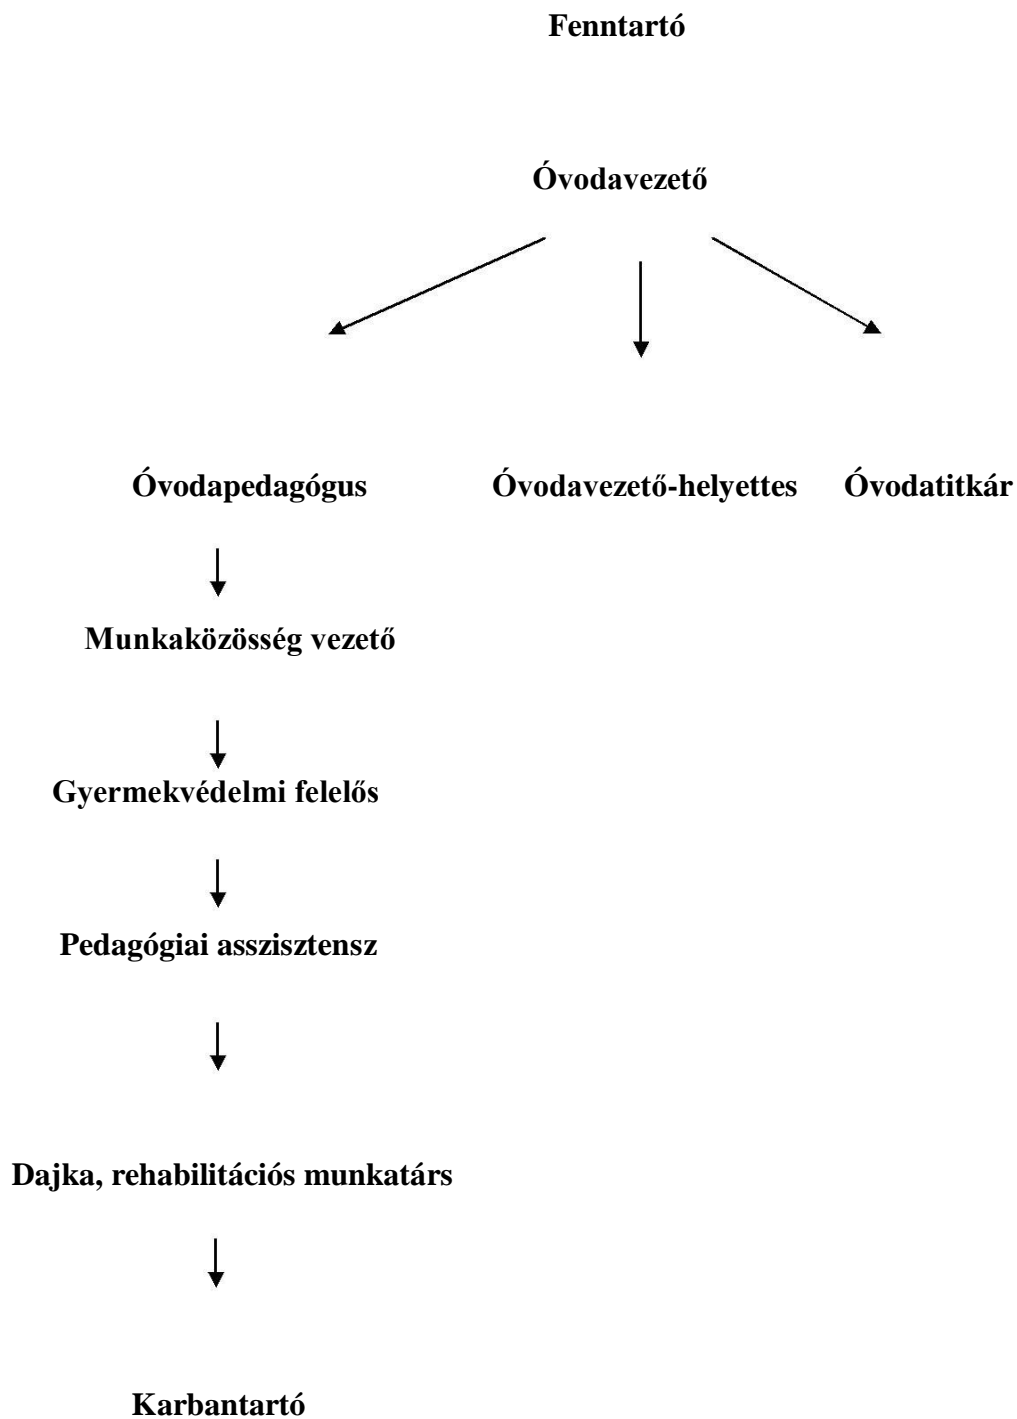 Fenntartó
Óvodavezető
Óvodapedagógus
Óvodavezető-helyettes
Óvodatitkár
Munkaközösség vezető
Gyermekvédelmi felelős
Pedagógiai asszisztensz
Dajka, rehabilitációs munkatárs
Karbantartó